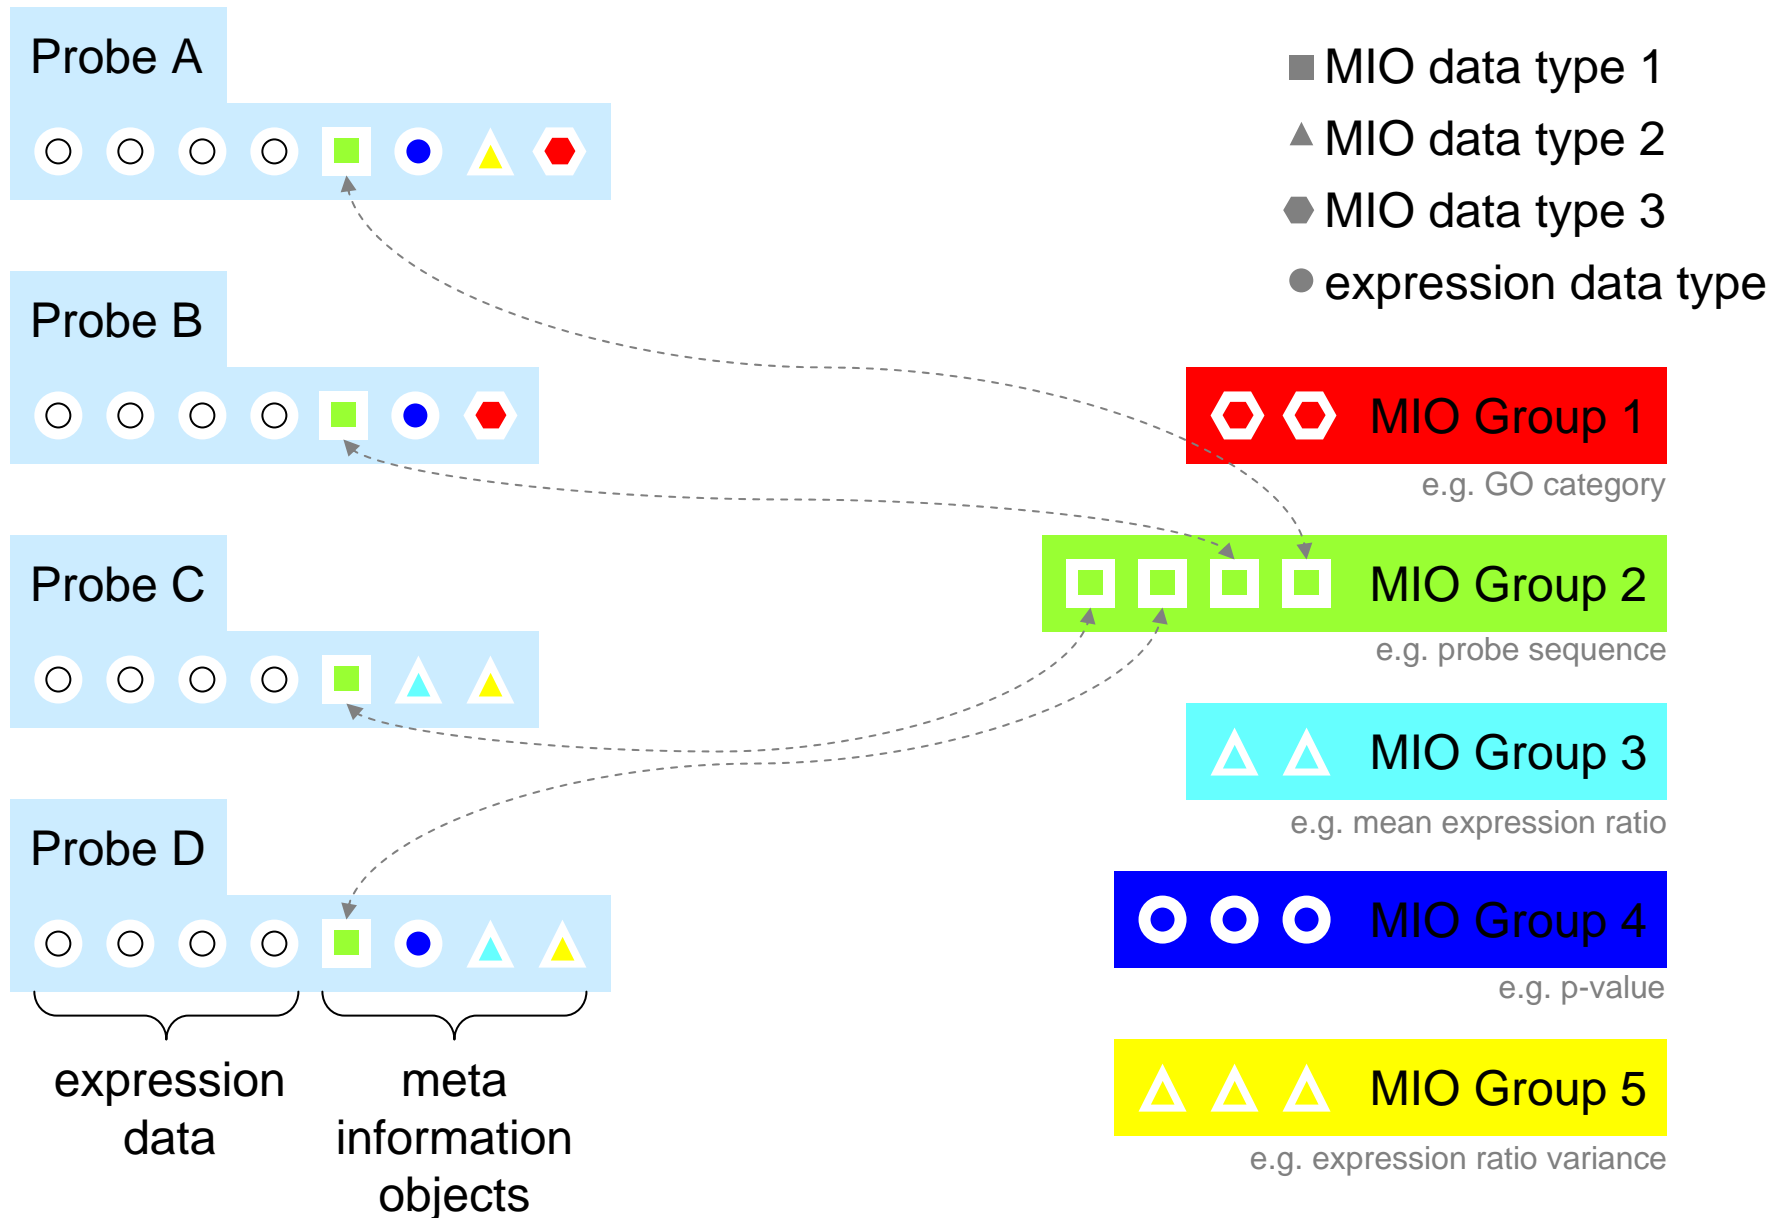 Probe A
Probe B
Probe C
Probe D
expression
data
meta
information
objects
MIO data type 1
MIO data type 2
MIO data type 3
expression data type
MIO Group 1
e.g. GO category
MIO Group 2
e.g. probe sequence
MIO Group 3
e.g. mean expression ratio
MIO Group 4
e.g. p-value
MIO Group 5
e.g. expression ratio variance